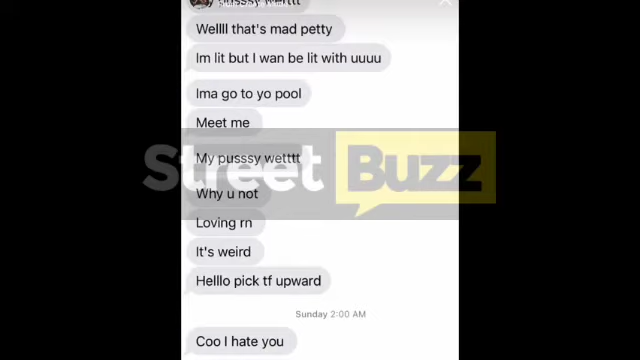 Wellll that's mad petty
Im lit but I wan be lit with uuuu
Ima go to yo pool
Meet me
My pusssy wetttt
Street Buzz
Why u not
Loving rn
It's weird
Helllo pick tf upward
Sunday 2:00 AM
Coo I hate you